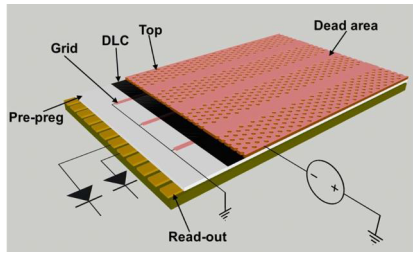 Dead area
Top
DLC
Grid
Pre-preg
Read-out
- +